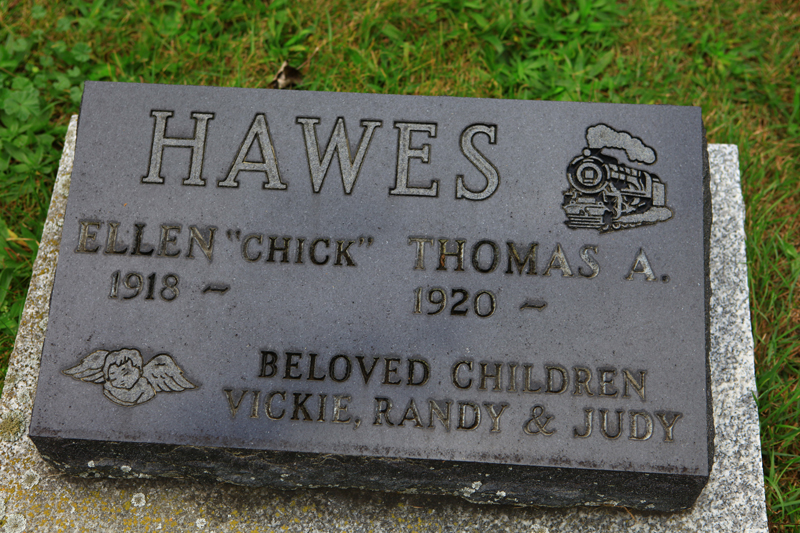 HAWES
ELLEN "CHICK" THOMAS A.
1918 ~ 1920 ~
BELOVED CHILDREN
VICKIE, RANDY & JUDY